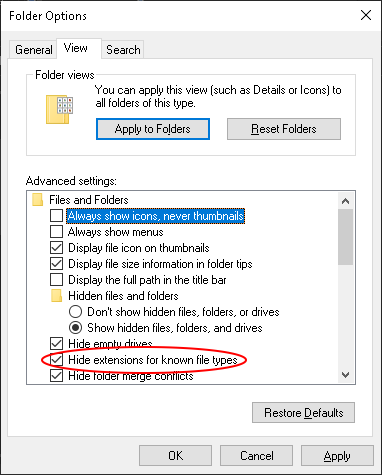 Folder Options
General
View
Search
Folder views
You can apply this view (such as Details or Icons) to
all folders of this type.
Apply to Folders
Reset Folders
Advanced settings:
Files and Folders
Always show icons, never thumbnails
Always show menus
Display file icon on thumbnails
Display file size information in folder tips
Display the full path in the title bar
Hidden files and folders
Don't show hidden files, folders, or drives
Show hidden files, folders, and drives
Hide empty drives
Hide extensions for known file types
Hide folder merge conflicts
Restore Defaults
OK
Cancel
Apply